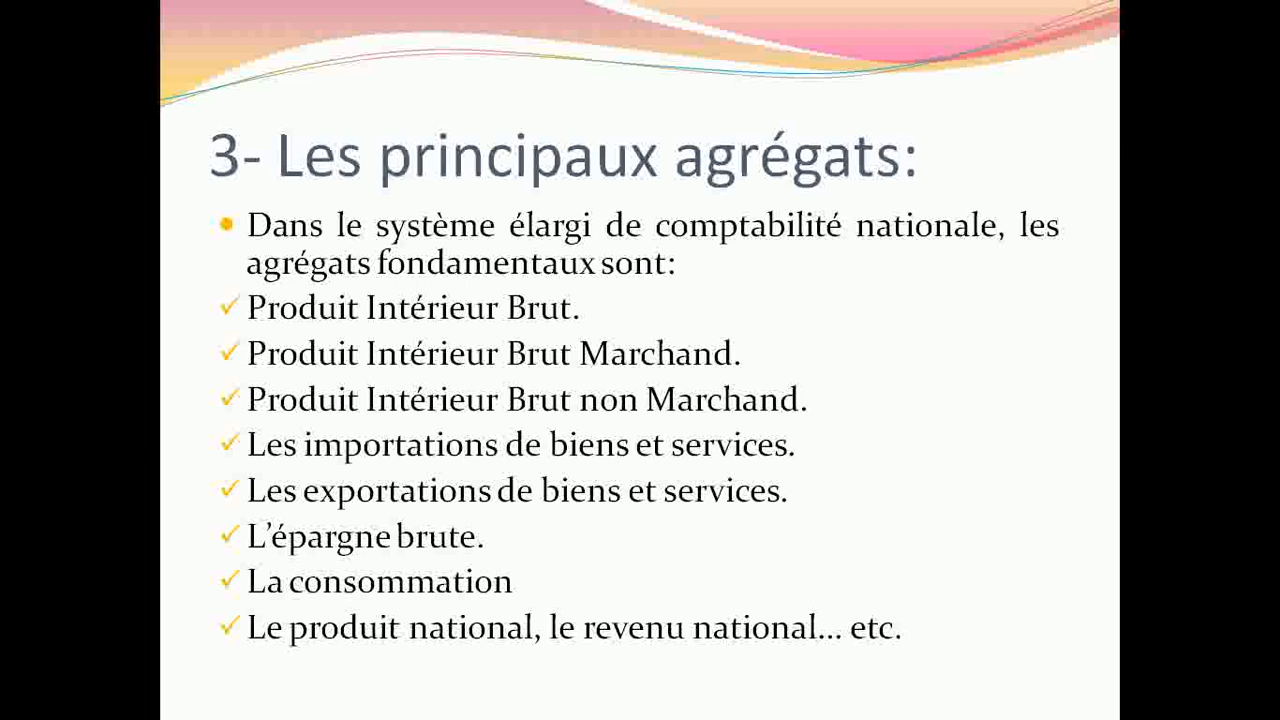 3- Les principaux agrégats:
Dans le système élargi de comptabilité nationale, les
agrégats fondamentaux sont:
Produit Intérieur Brut.
Produit Intérieur Brut Marchand.
Produit Intérieur Brut non Marchand.
Les importations de biens et services.
Les exportations de biens et services.
L’épargne brute.
La consommation
Le produit national, le revenu national... etc.